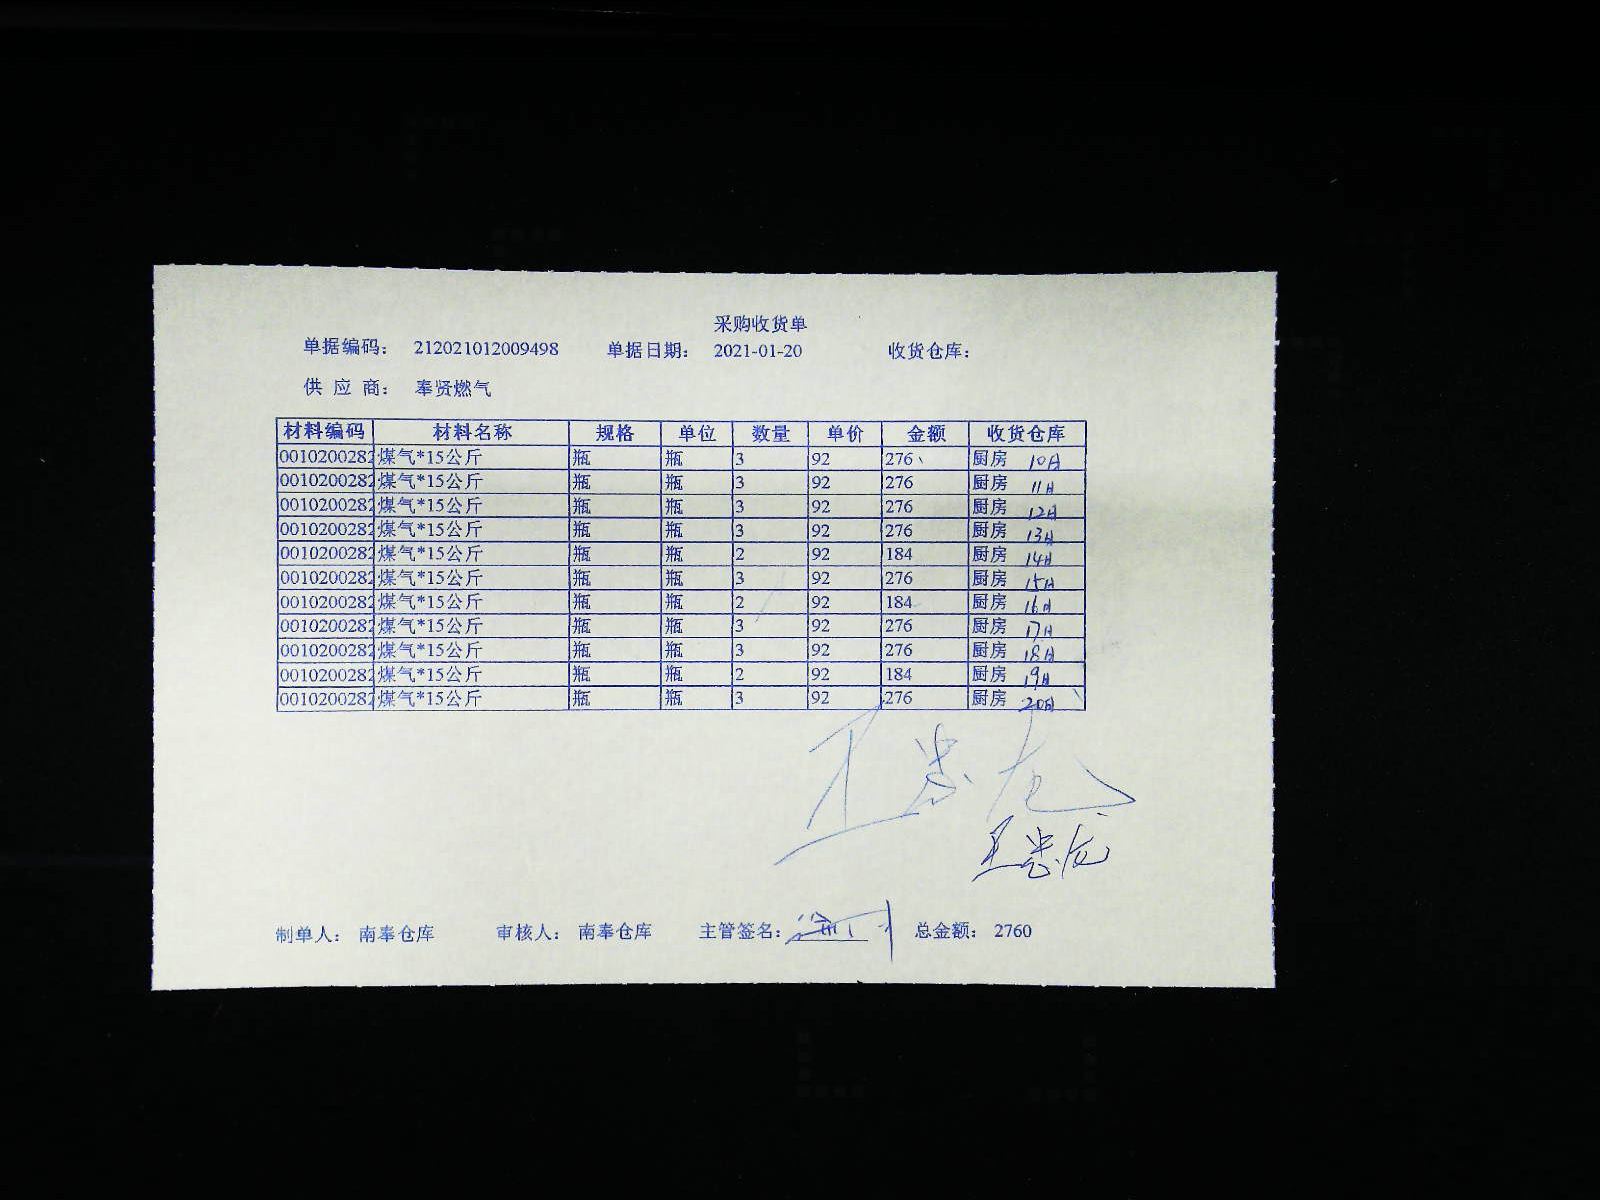 采购收货单
单据编码： 212021012009498 单据日期： 2021-01-20 收货仓库：
供 应 商： 奉贤燃气
材料编码 材料名称 规格 单位 数量 单价 金额 收货仓库
0010200282 煤气*15公斤 瓶 瓶 3 92 276 厨房 10日
0010200282 煤气*15公斤 瓶 瓶 3 92 276 厨房 11日
0010200282 煤气*15公斤 瓶 瓶 3 92 276 厨房 12日
0010200282 煤气*15公斤 瓶 瓶 3 92 276 厨房 13日
0010200282 煤气*15公斤 瓶 瓶 2 92 184 厨房 14日
0010200282 煤气*15公斤 瓶 瓶 3 92 276 厨房 15日
0010200282 煤气*15公斤 瓶 瓶 2 92 184 厨房 16日
0010200282 煤气*15公斤 瓶 瓶 3 92 276 厨房 17日
0010200282 煤气*15公斤 瓶 瓶 3 92 276 厨房 18日
0010200282 煤气*15公斤 瓶 瓶 2 92 184 厨房 19日
0010200282 煤气*15公斤 瓶 瓶 3 92 276 厨房 20日
制单人： 南奉仓库 审核人： 南奉仓库 主管签名： 总金额： 2760